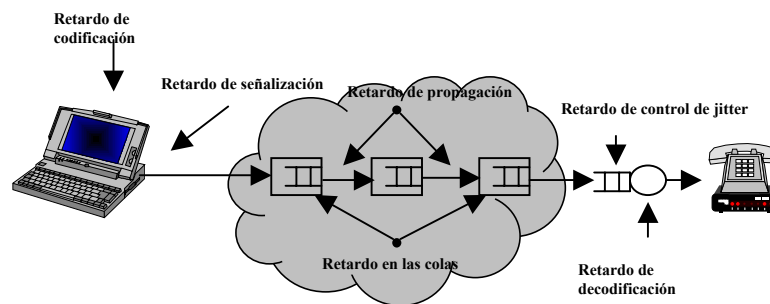 Retardo de
codificación
Retardo de señalización
Retardo de propagación
Retardo de control de jitter
Retardo en las colas
Retardo de
decodificación